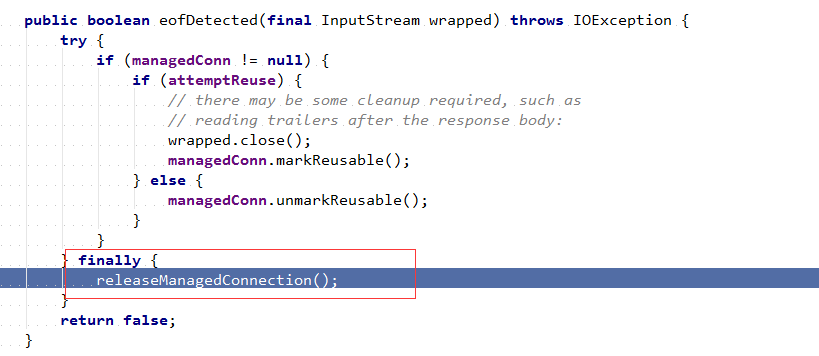 public boolean eofDetected(final InputStream wrapped) throws IOException {
try {
if (managedConn != null) {
if (attemptReuse) {
// there may be some cleanup required, such as
// reading trailers after the response body:
wrapped.close();
managedConn.markReusable();
} else {
managedConn.unmarkReusable();
}
}
} finally {
releaseManagedConnection();
}
return false;
}